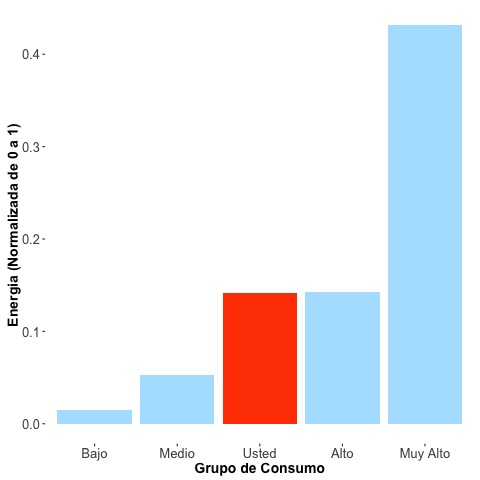 0.4
0.3
0.2
0.1
0.0
Energia (Normalizada de 0 a 1)
Bajo Medio Usted Alto Muy Alto
Grupo de Consumo